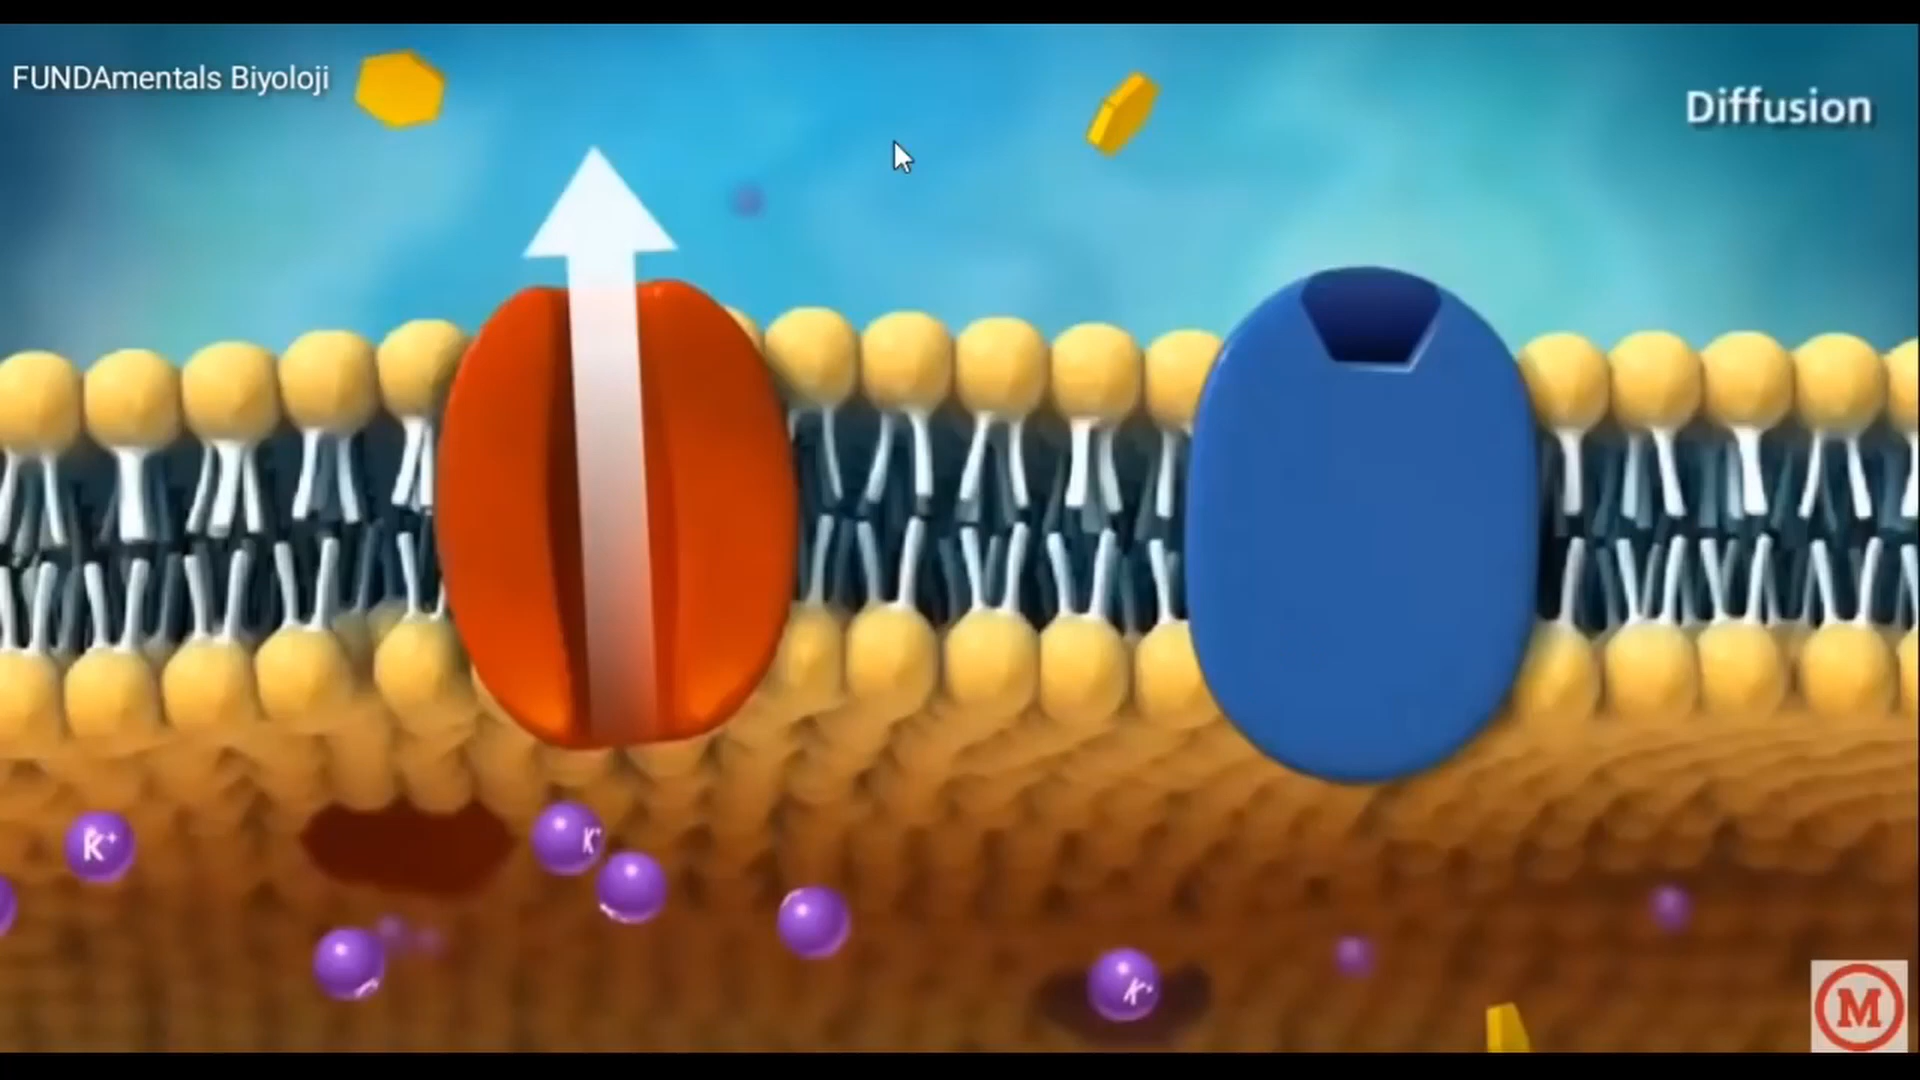 FUNDAmentals Biyoloji
Diffusion
K⁺
K⁺
K⁺
M